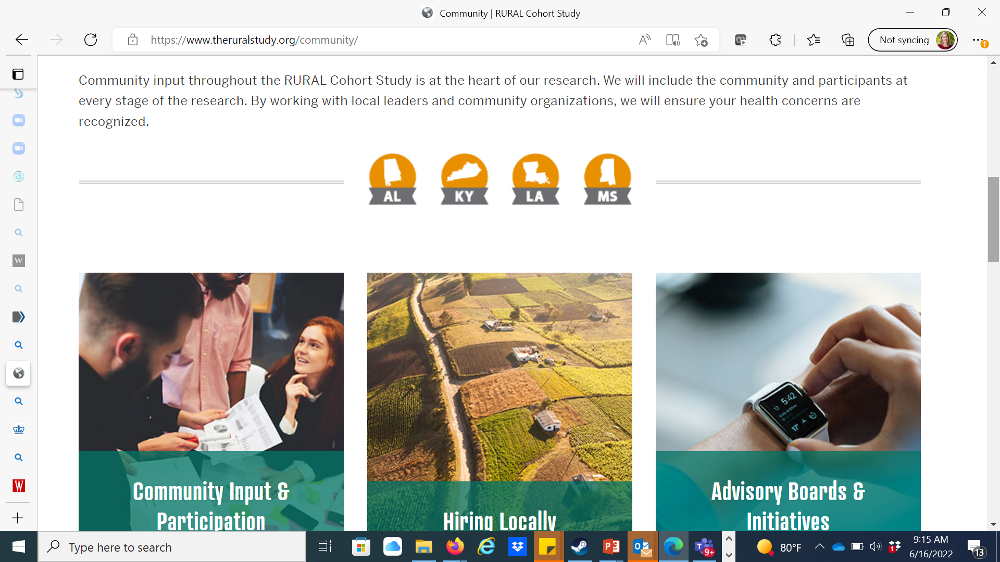 Community | RURAL Cohort Study
https://www.theruralstudy.org/community/
Not syncing
Community input throughout the RURAL Cohort Study is at the heart of our research. We will include the community and participants at
every stage of the research. By working with local leaders and community organizations, we will ensure your health concerns are
recognized.
AL KY LA MS
5:42
12
17°
Community Input &
Participation
Hiring Locally
Advisory Boards &
Initiatives
W
W
Type here to search
9+
80°F
1
9:15 AM
6/16/2022
13